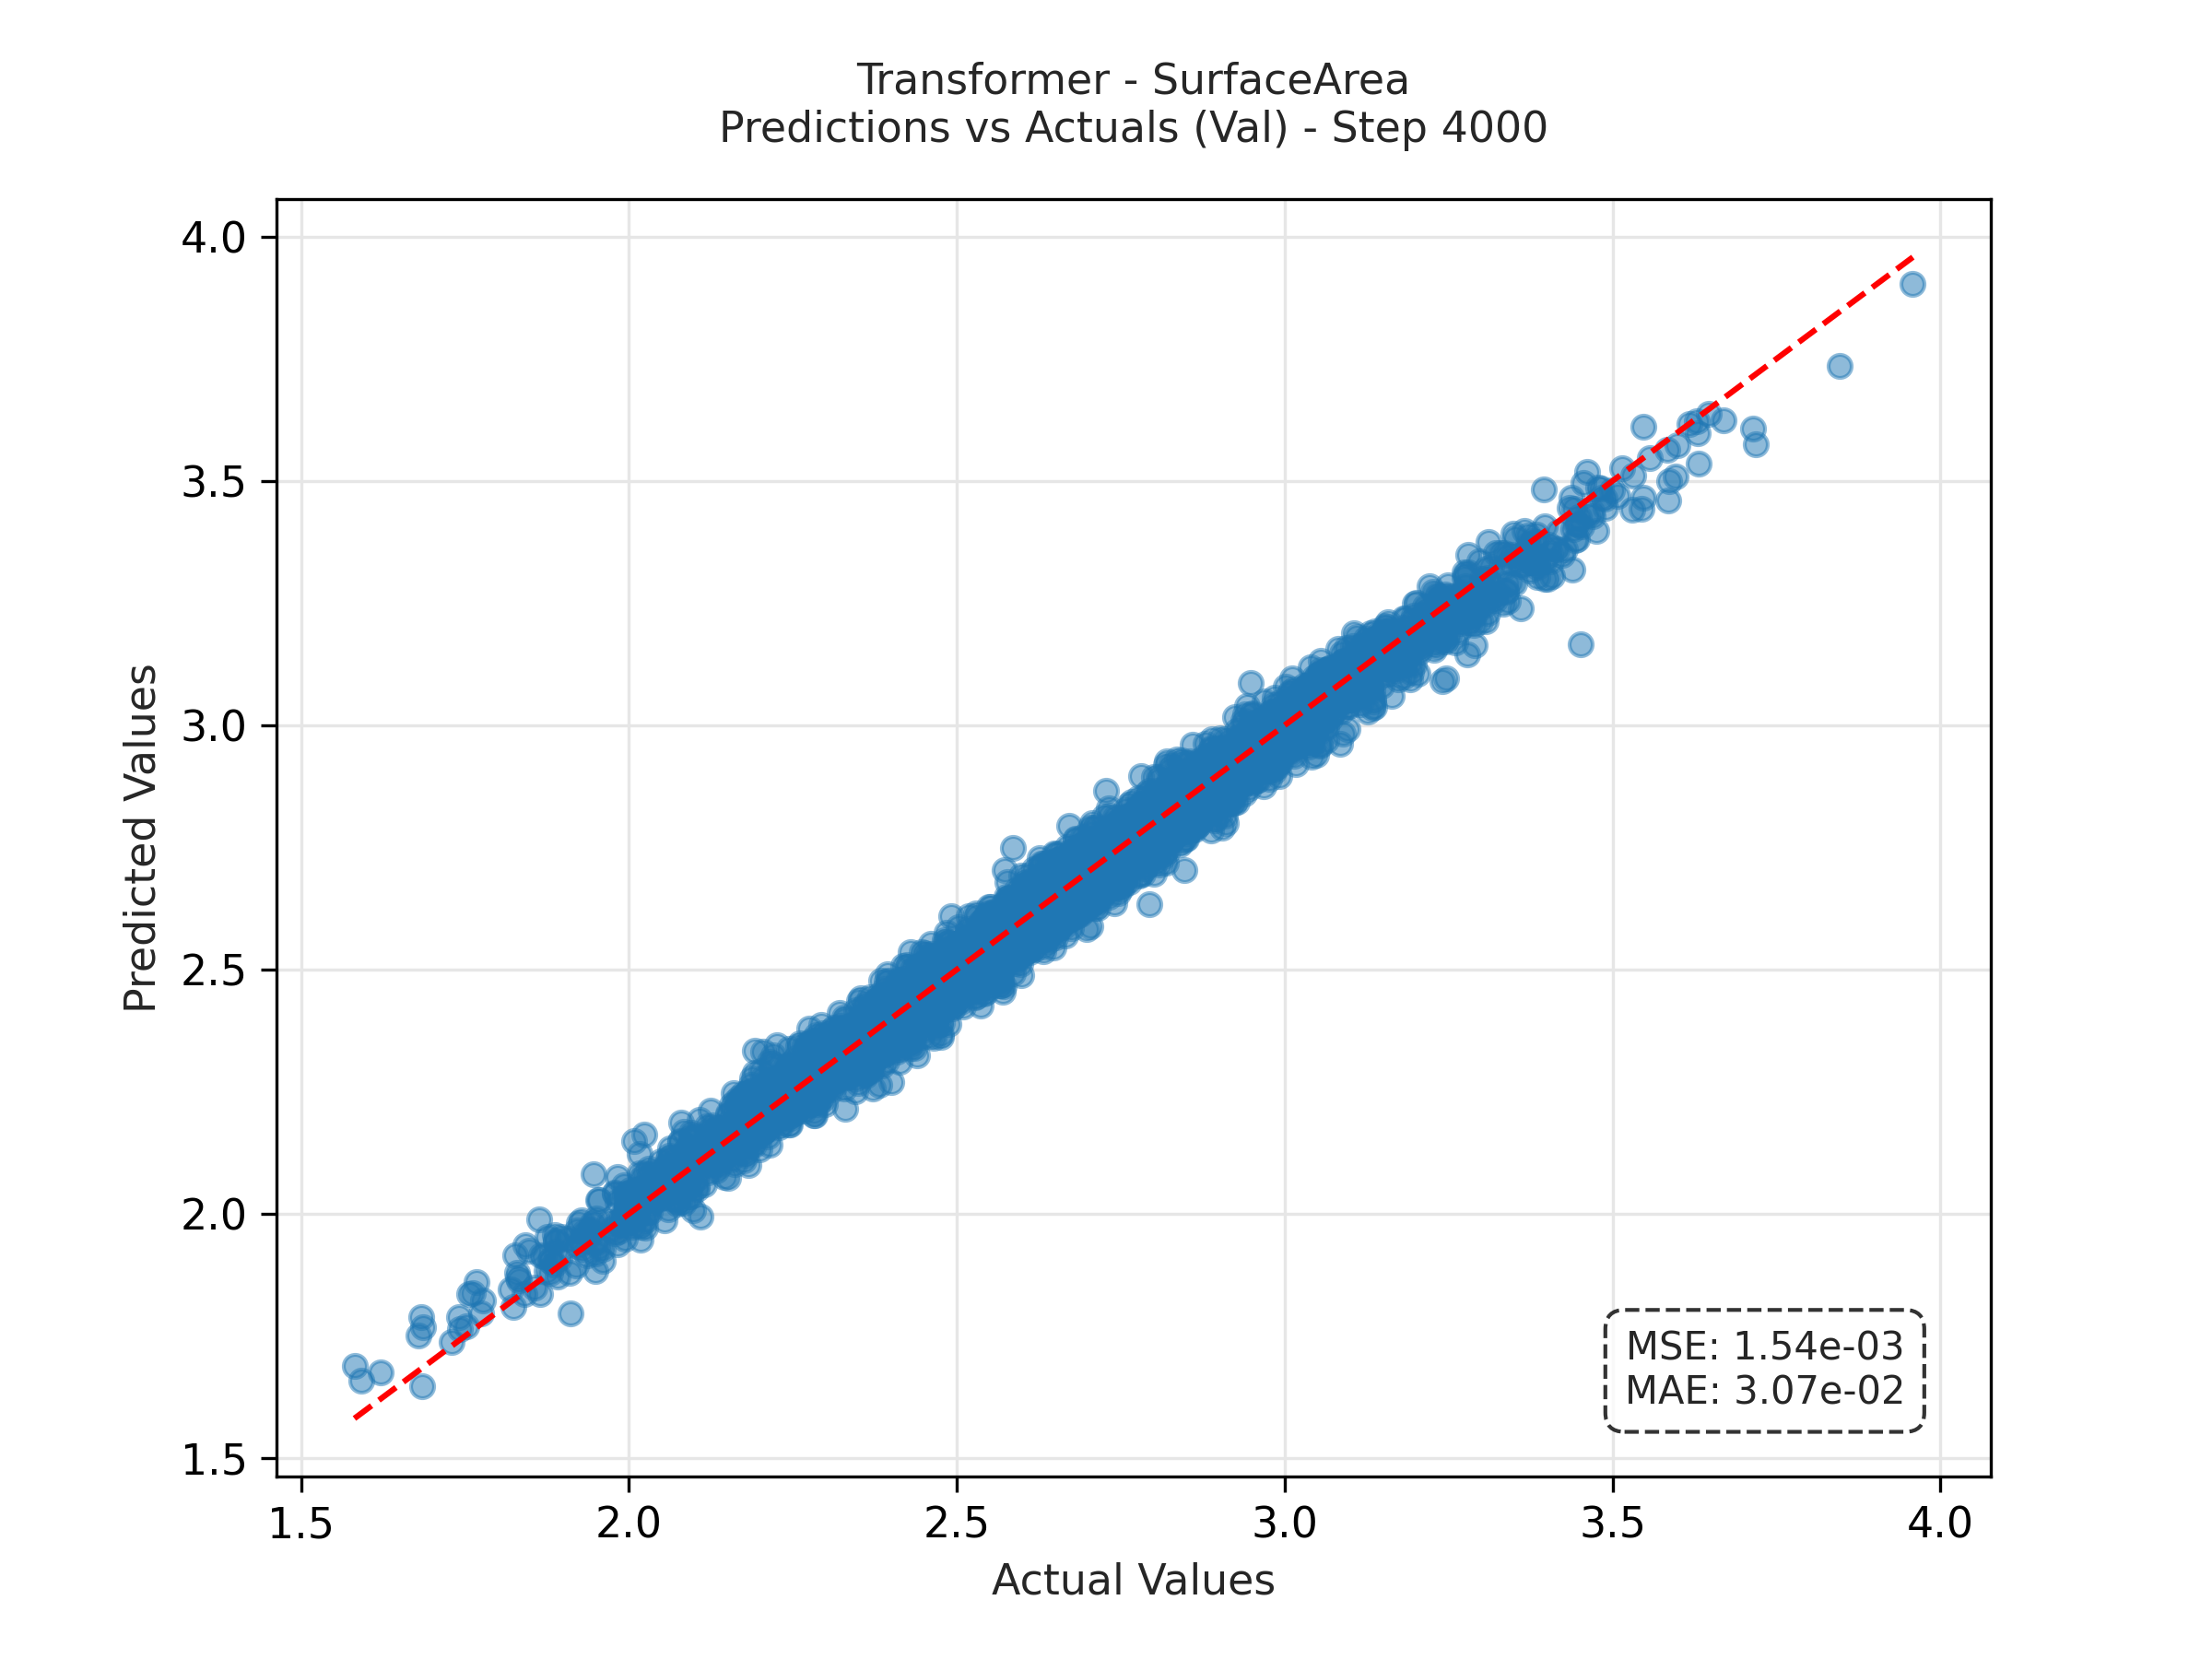 Transformer - SurfaceArea
Predictions vs Actuals (Val) - Step 4000
4.0
3.5
3.0
2.5
2.0
1.5
Predicted Values
MSE: 1.54e-03
MAE: 3.07e-02
1.5 2.0 2.5 3.0 3.5 4.0
Actual Values